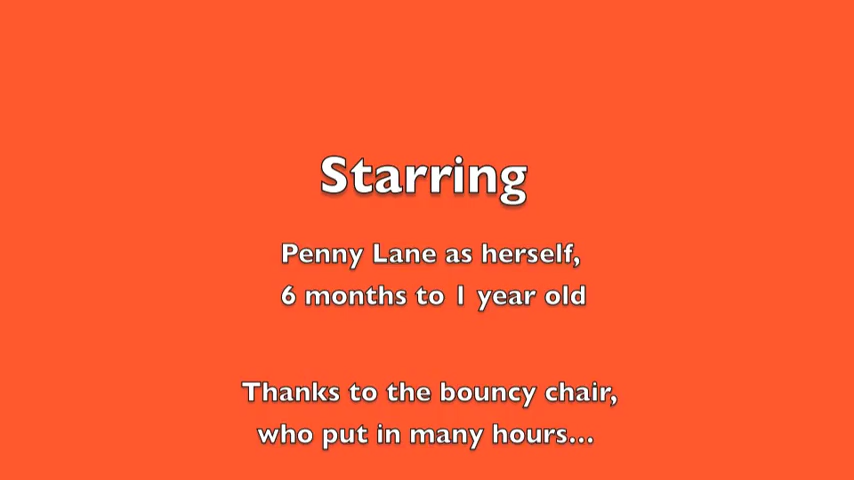 Starring
Penny Lane as herself,
6 months to 1 year old
Thanks to the bouncy chair,
who put in many hours...